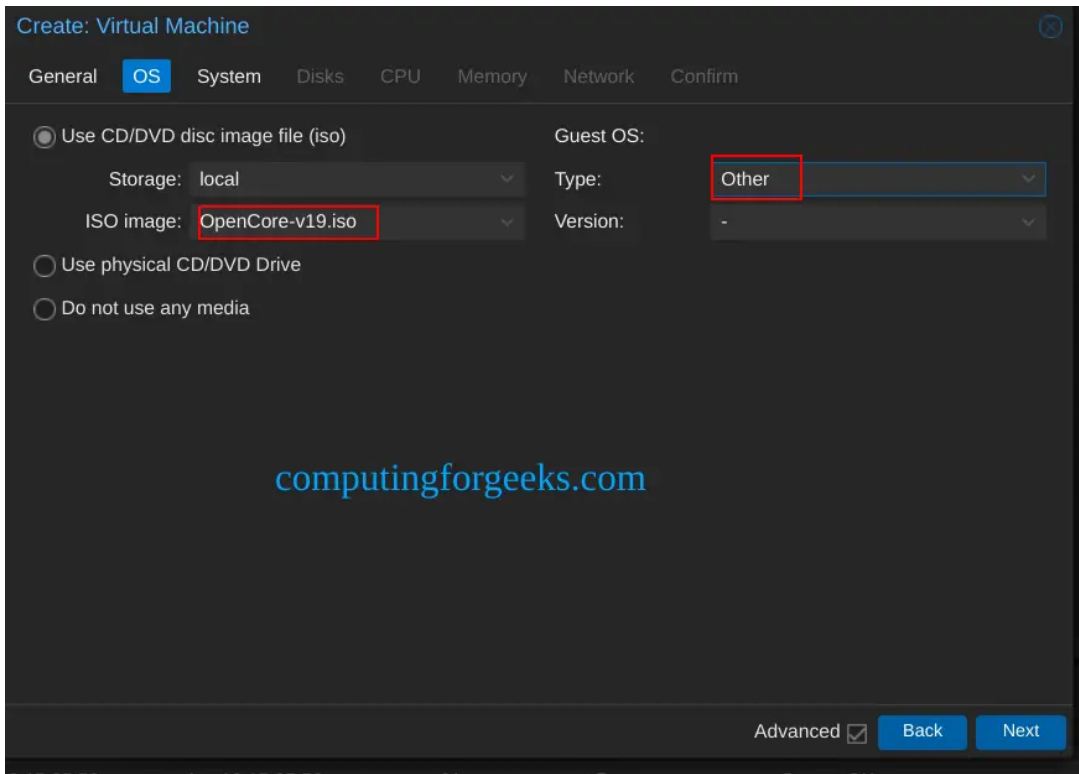 Create: Virtual Machine
General OS System Disks CPU Memory Network Confirm
Use CD/DVD disc image file (iso)
Storage: local
ISO image: OpenCore-v19.iso
Use physical CD/DVD Drive
Do not use any media
Guest OS:
Type: Other
Version: -
computingforgeeks.com
Advanced Back Next